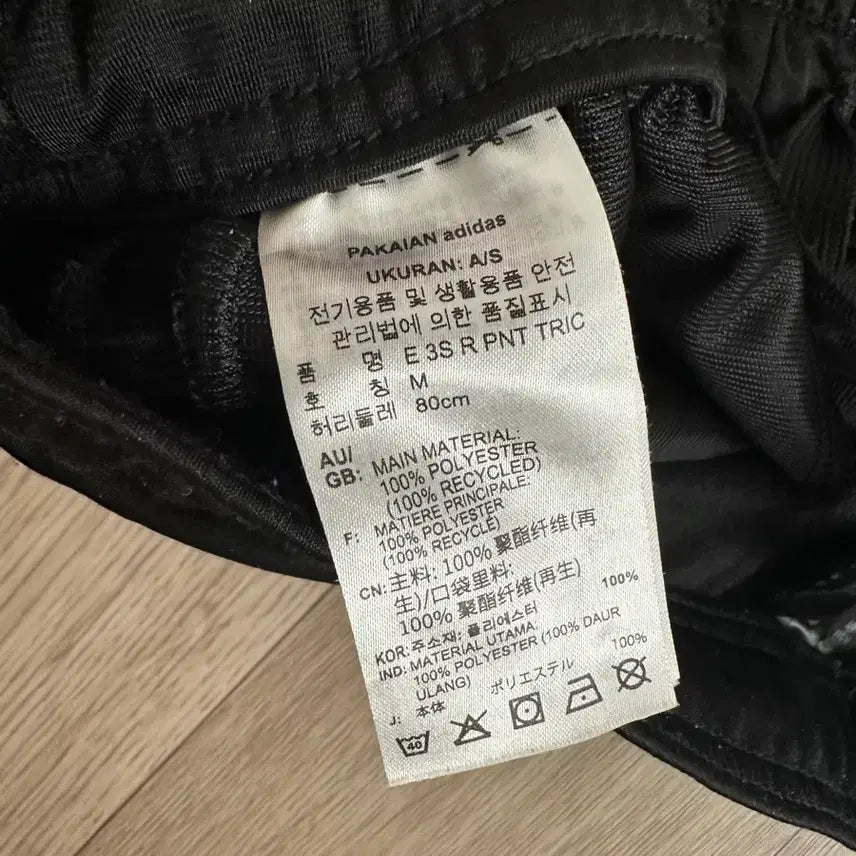 PAKAIAN adidas
UKURAN: A/S
전기용품 및 생활용품 안전
관리법에 의한 품질표시
품 명 E 3S R PNT TRIC
호 칭 M
허리둘레 80cm
AU/
GB: MAIN MATERIAL:
100% POLYESTER
(100% RECYCLED)
F: MATIERE PRINCIPALE:
100% POLYESTER
(100% RECYCLE)
CN: 主料: 100% 聚酯纤维(再
生)/口袋里料:
100% 聚酯纤维(再生)
KOR: 주소재: 폴리에스터 100%
IND: MATERIAL UTAMA:
100% POLYESTER (100% DAUR
ULANG)
J: 本体 ポリエステル 100%
40